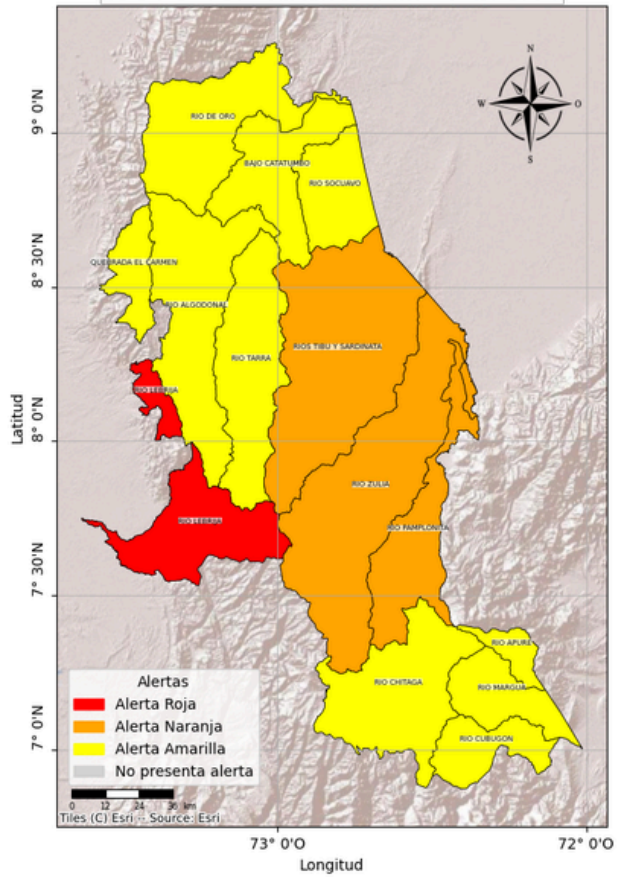 N
W
O
S
9° 0'N
8° 30'N
8° 0'N
7° 30'N
7° 0'N
Latitud
RIO DE ORO
BAJO CATATUMBO
RIO SOCUAVO
QUEBRADA EL CARMEN
RIO ALGODONAL
RIOS TIBU Y SARDINATA
RIO TARRA
RIO LEBRIJA
RIO ZULIA
RIO LEBRIJA
RIO PAMPLONITA
RIO APURE
RIO CHITAGA
RIO MARGUA
RIO CUBUGON
Alertas
Alerta Roja
Alerta Naranja
Alerta Amarilla
No presenta alerta
0 12 24 36 km
Tiles (C) Esri -- Source: Esri
73° 0'O
72° 0'O
Longitud